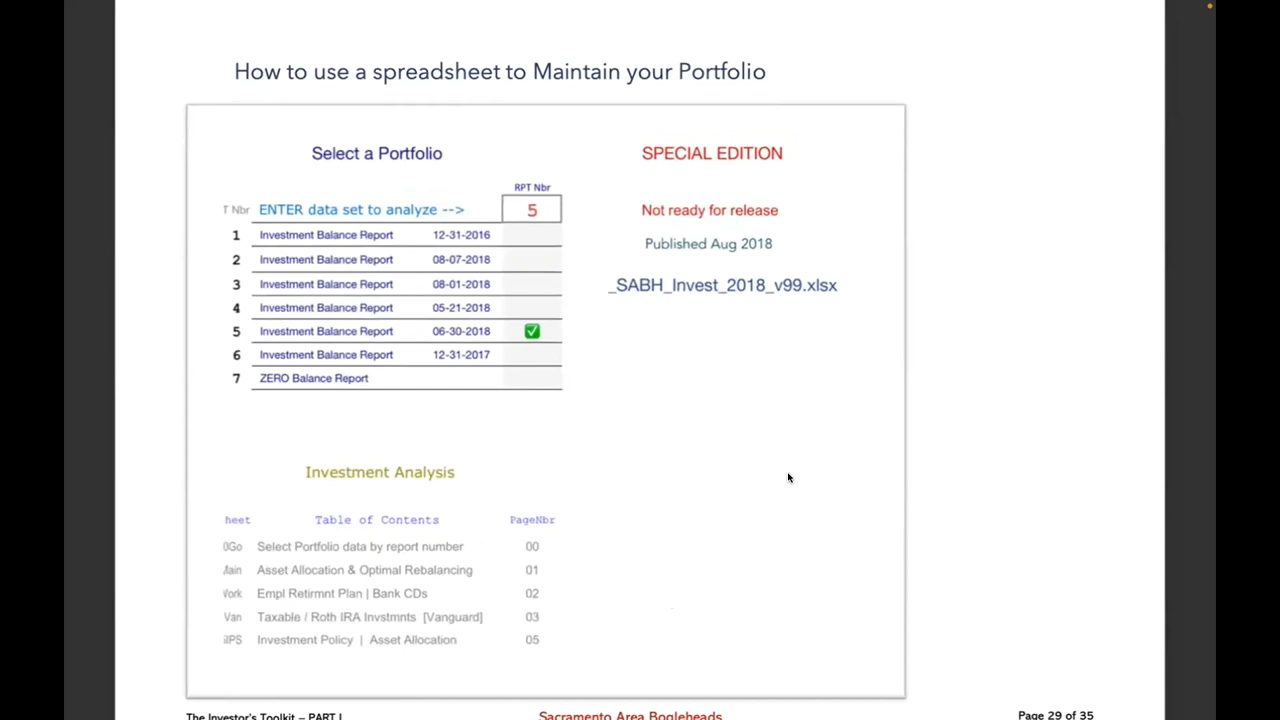 How to use a spreadsheet to Maintain your Portfolio
Select a Portfolio
SPECIAL EDITION
RPT Nbr
T Nbr ENTER data set to analyze --> 5
Not ready for release
1 Investment Balance Report 12-31-2016
Published Aug 2018
2 Investment Balance Report 08-07-2018
3 Investment Balance Report 08-01-2018
_SABH_Invest_2018_v99.xlsx
4 Investment Balance Report 05-21-2018
5 Investment Balance Report 06-30-2018 ✅
6 Investment Balance Report 12-31-2017
7 ZERO Balance Report
Investment Analysis
heet Table of Contents PageNbr
0Go Select Portfolio data by report number 00
Main Asset Allocation & Optimal Rebalancing 01
Work Empl Retirmnt Plan | Bank CDs 02
Van Taxable / Roth IRA Invstmnts [Vanguard] 03
iIPS Investment Policy | Asset Allocation 05
The Investor's Toolkit – PART I
Sacramento Area Bogleheads
Page 29 of 35